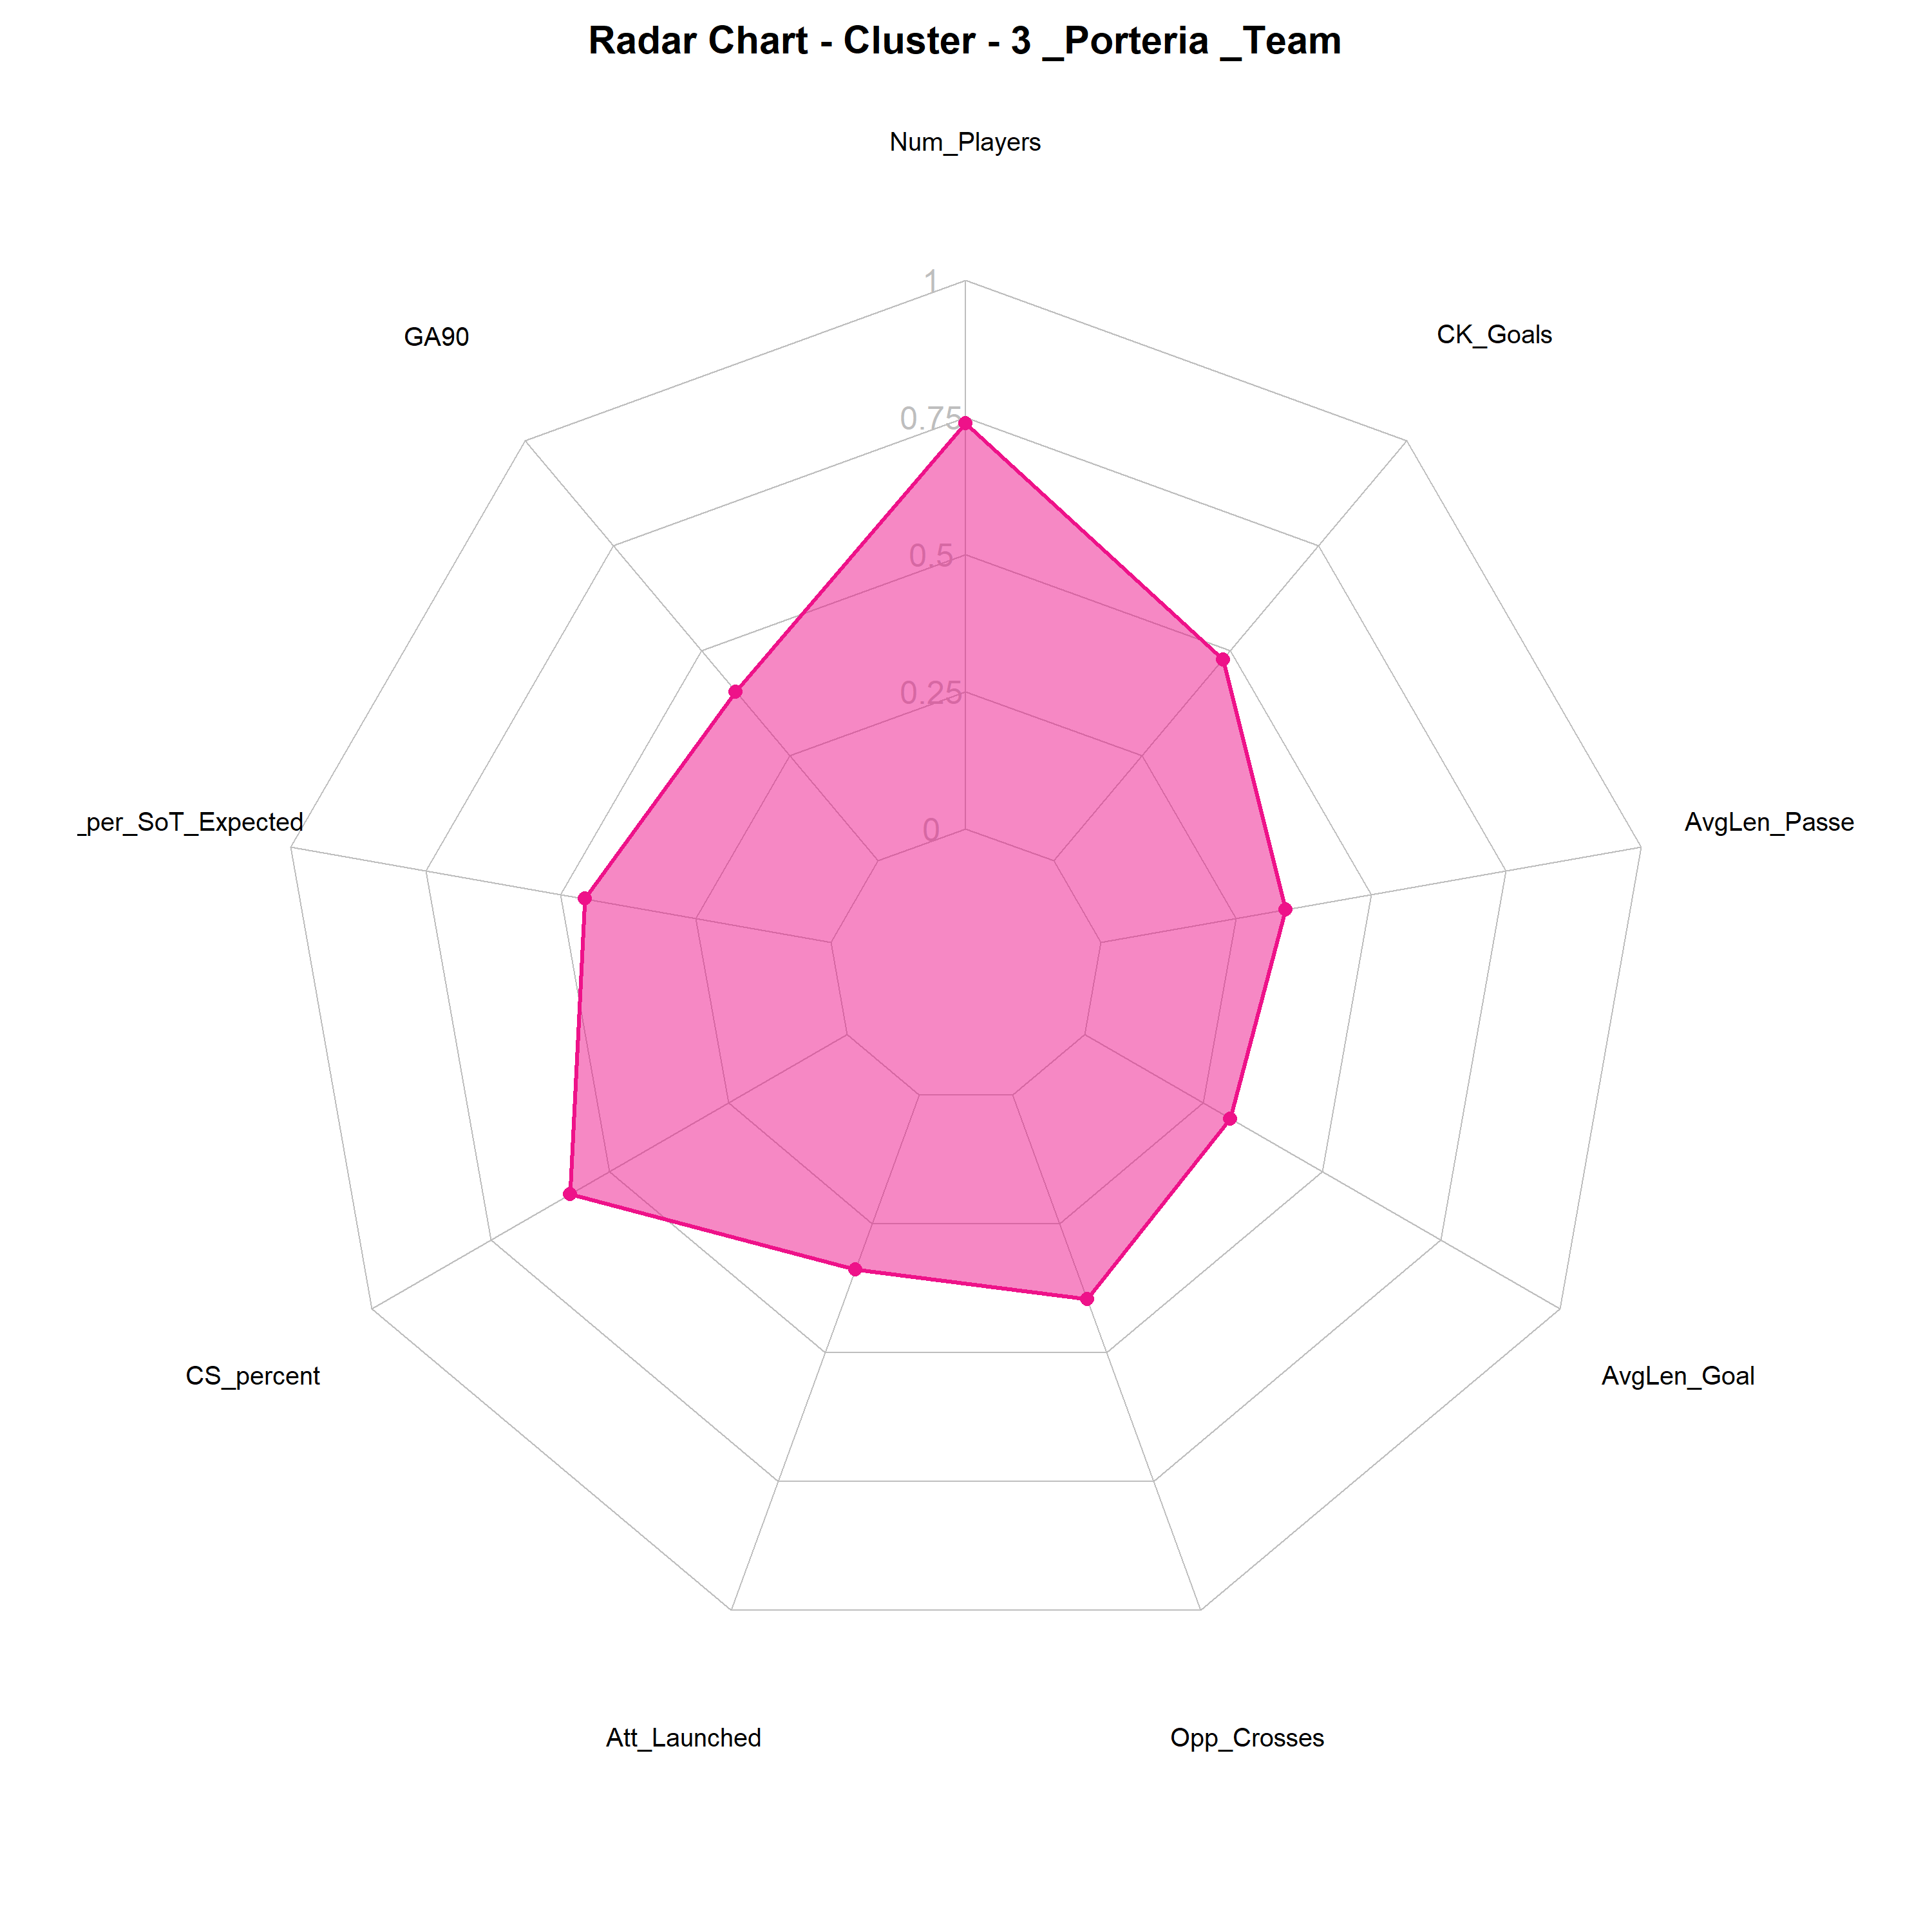 Radar Chart - Cluster - 3 _Porteria _Team
Num_Players
1
CK_Goals
GA90
0.75
0.5
0.25
_per_SoT_Expected
AvgLen_Passe
0
CS_percent
AvgLen_Goal
Att_Launched
Opp_Crosses